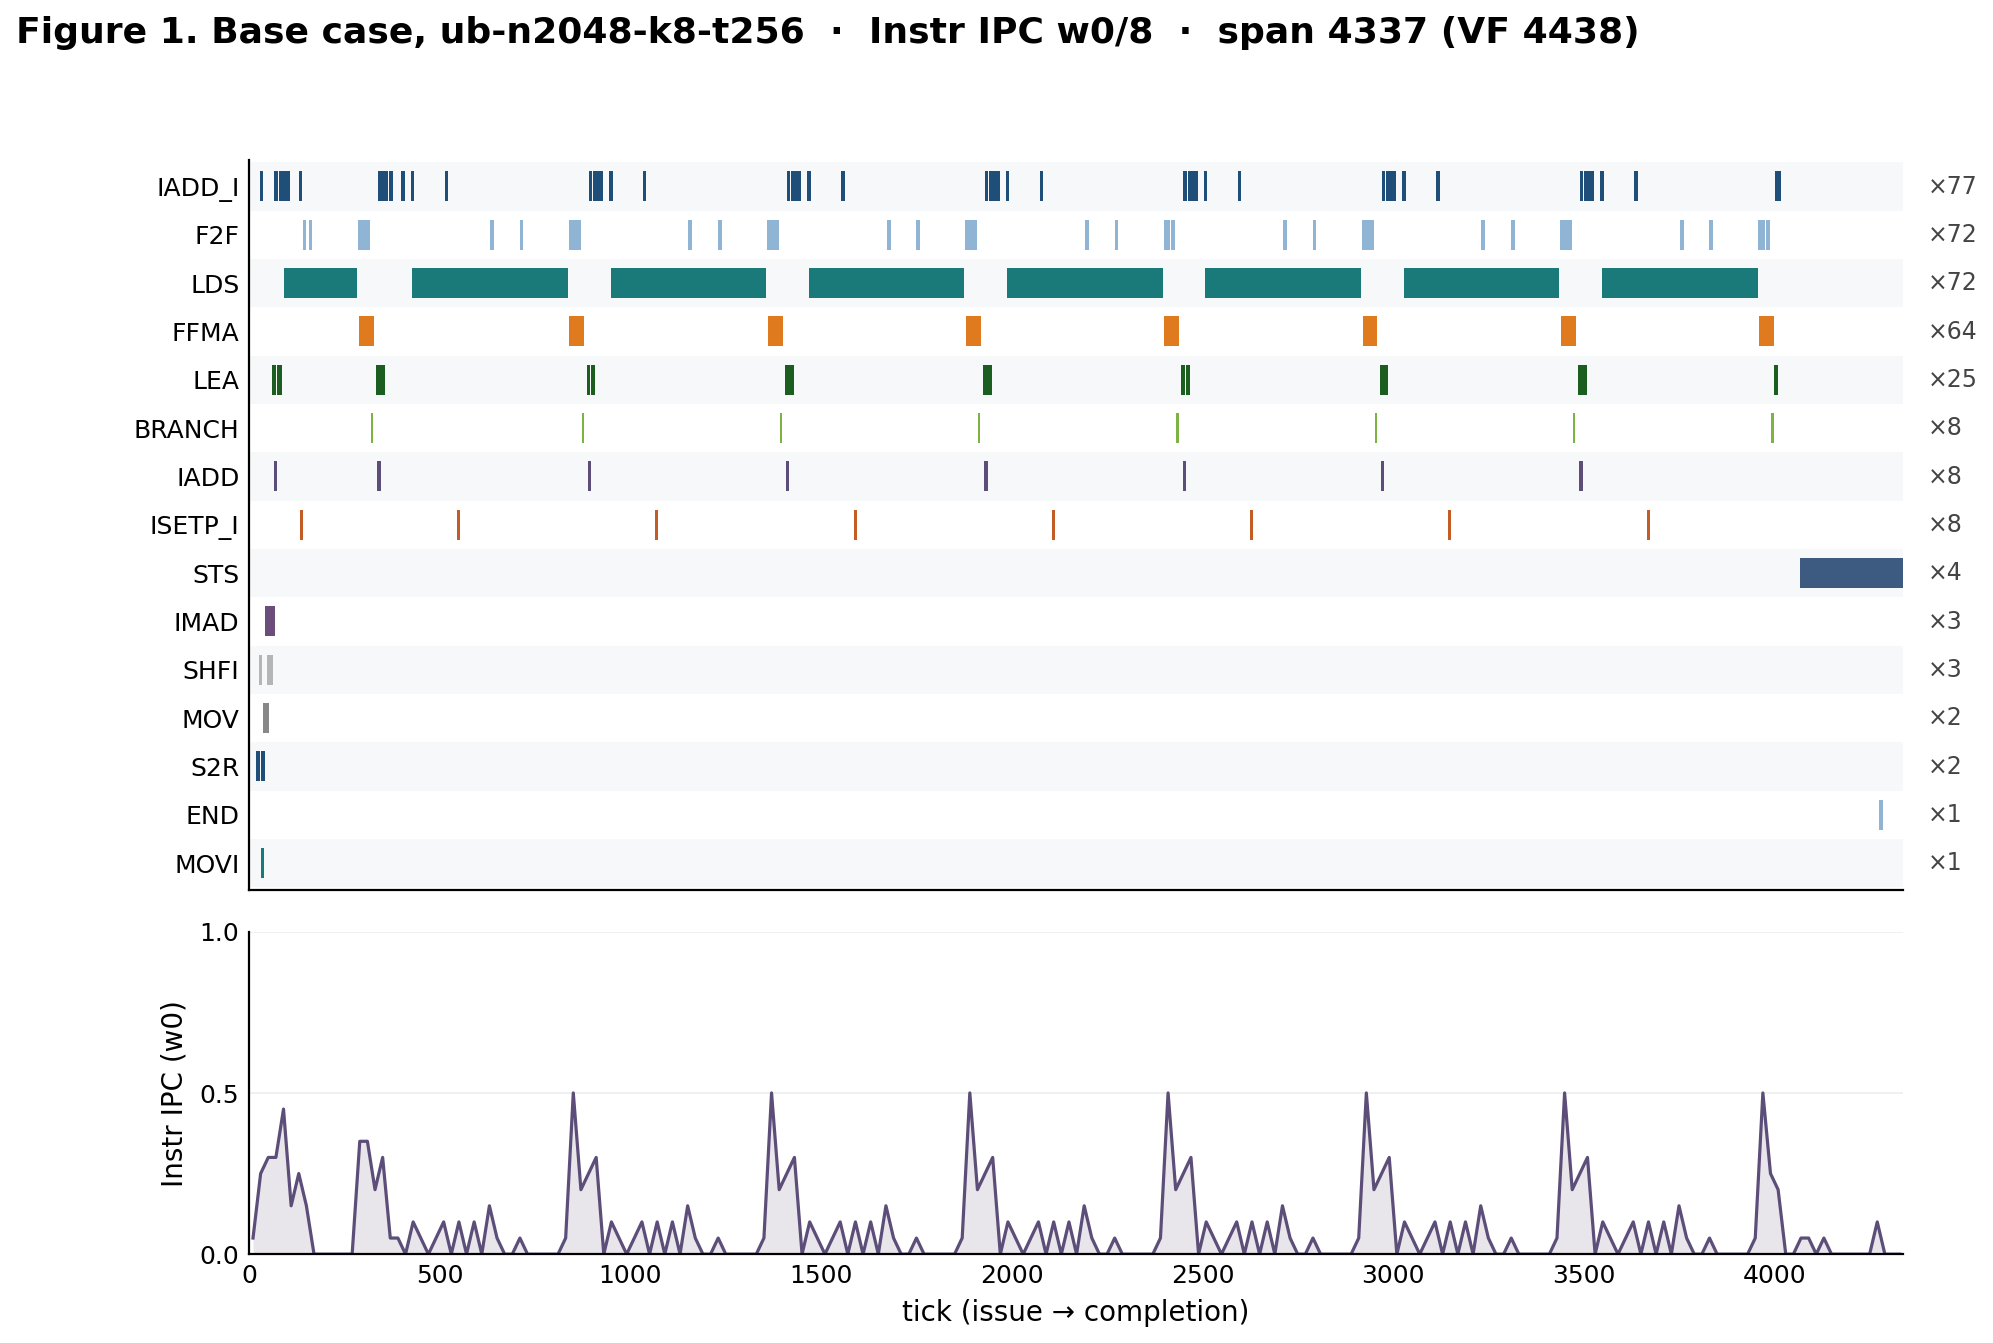 Figure 1. Base case, ub-n2048-k8-t256 · Instr IPC w0/8 · span 4337 (VF 4438)
IADD_I ×77
F2F ×72
LDS ×72
FFMA ×64
LEA ×25
BRANCH ×8
IADD ×8
ISETP_I ×8
STS ×4
IMAD ×3
SHFI ×3
MOV ×2
S2R ×2
END ×1
MOVI ×1
Instr IPC (w0)
1.0
0.5
0.0
0 500 1000 1500 2000 2500 3000 3500 4000
tick (issue → completion)